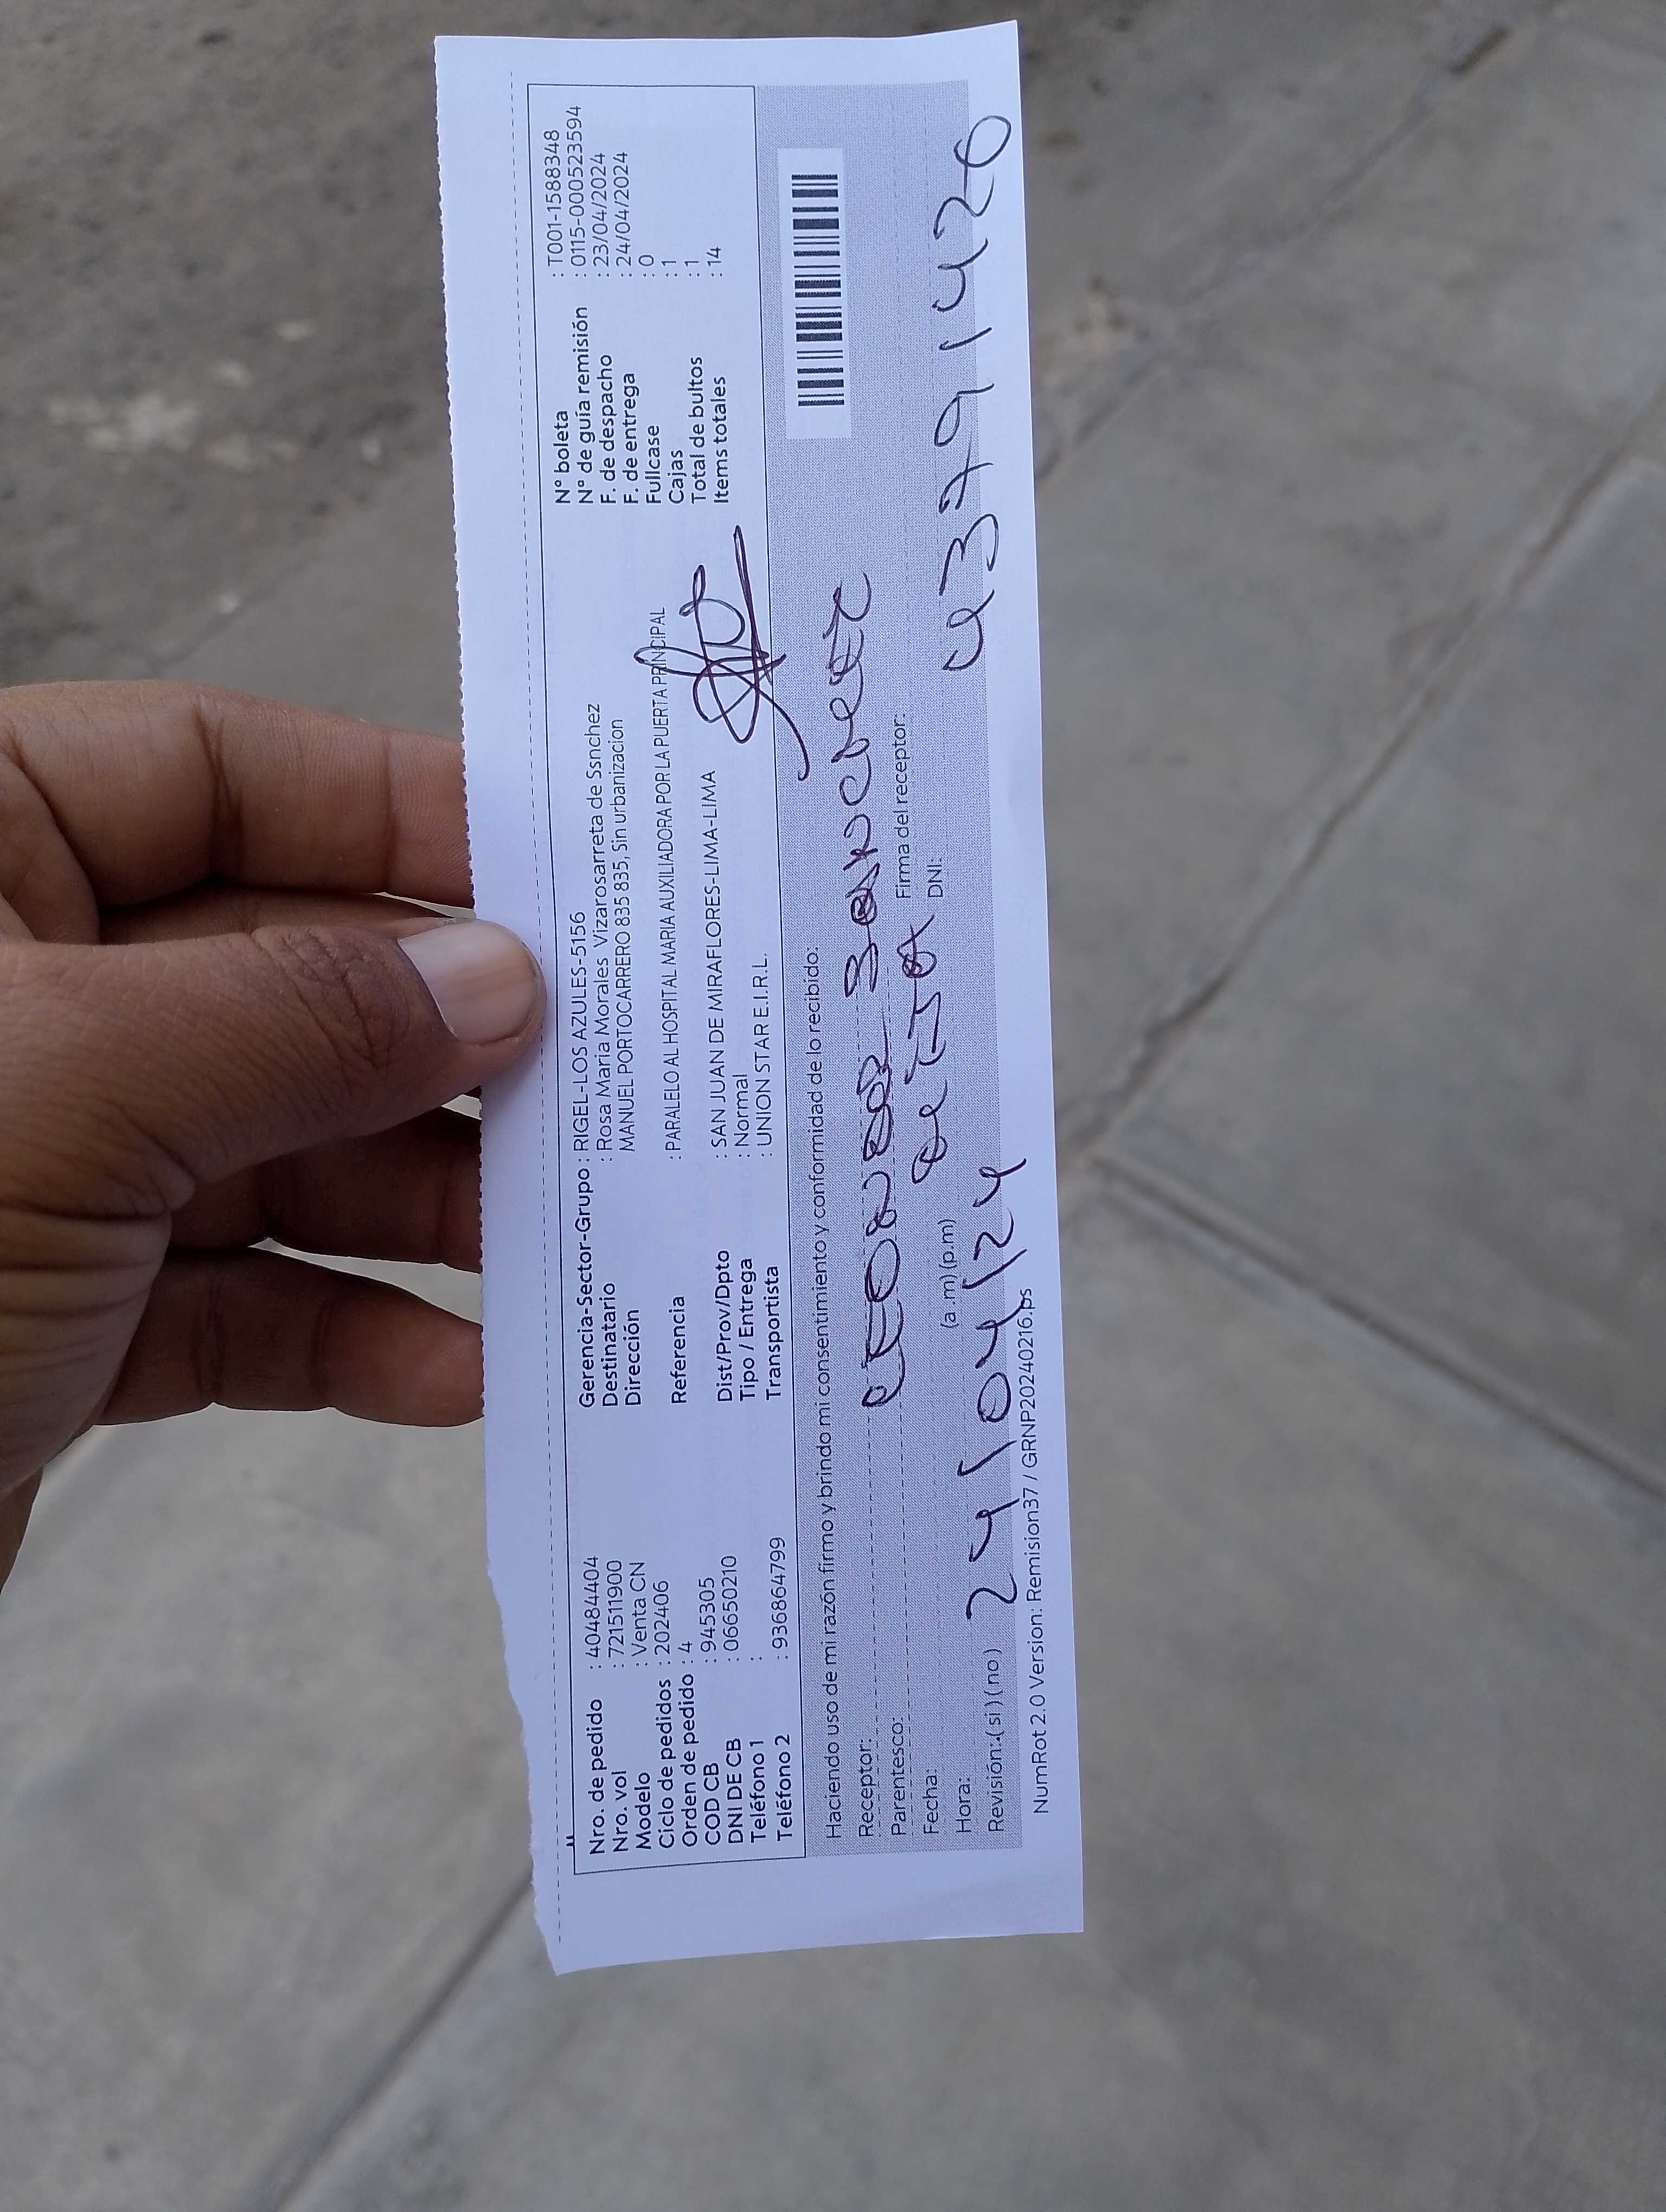 Nro. de pedido : 40484404
Nro. vol : 721511900
Modelo : Venta CN
Ciclo de pedidos : 202406
Orden de pedido : 4
COD CB : 945305
DNI DE CB : 06650210
Teléfono 1 :
Teléfono 2 : 936864799
Gerencia-Sector-Grupo : RIGEL-LOS AZULES-5156
Destinatario : Rosa Maria Morales Vizarosarreta de Ssnchez
Dirección MANUEL PORTOCARRERO 835 835, Sin urbanizacion
Referencia : PARALELO AL HOSPITAL MARIA AUXILIADORA POR LA PUERTA PRINCIPAL
Dist/Prov/Dpto : SAN JUAN DE MIRAFLORES-LIMA-LIMA
Tipo / Entrega : Normal
Transportista : UNION STAR E.I.R.L.
N° boleta : T001-1588348
N° de guía remisión : 0115-0000523594
F. de despacho : 23/04/2024
F. de entrega : 24/04/2024
Fullcase : 0
Cajas : 1
Total de bultos : 1
Items totales : 14
Haciendo uso de mi razón firmo y brindo mi consentimiento y conformidad de lo recibido:
Receptor:
Parentesco:
Firma del receptor:
Fecha:
DNI: 43791420
Hora: (a.m) (p.m)
24/04/24
Revisión:.( si ) ( no )
NumRot 2.0 Version: Remision37 / GRNP20240216.ps